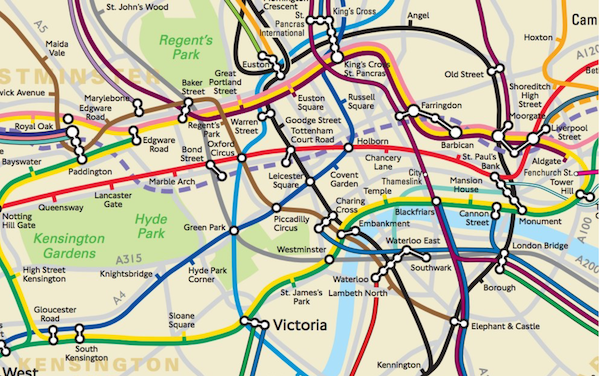 St. John's Wood
Crescent
St.
Pancras
International
King's Cross
Angel
Cam
Maida
Vale
A5
Regent's
Park
Hoxton
A120
STMINSTER
Euston
King's Cross
St. Pancras
Old Street
Shoreditch
High
Street
wick Avenue
Marylebone
Edgware
Road
Baker
Street
Great
Portland
Street
Euston
Square
Russell
Square
Farringdon
Moorgate
Royal Oak
Regent's
Park
Warren
Street
Goodge Street
Tottenham
Court Road
Holborn
Barbican
Liverpool
Street
Edgware
Road
Bond
Street
Oxford
Circus
Chancery
Lane
St. Paul's
Bank
Aldgate
Bayswater
Paddington
Marble Arch
Leicester
Square
Covent
Garden
City
Thameslink
Mansion
House
Fenchurch St.
Tower
Hill
Lancaster
Gate
Queensway
Temple
Charing
Cross
Blackfriars
Cannon
Street
Monument
Notting
Hill Gate
Hyde
Park
Green Park
Piccadilly
Circus
Embankment
A100
Kensington
Gardens
A315
Westminster
Waterloo East
London Bridge
High Street
Kensington
Knightsbridge
Hyde Park
Corner
Waterloo
Southwark
A4
St. James's
Park
Lambeth North
Borough
Gloucester
Road
Sloane
Square
Victoria
Elephant & Castle
South
Kensington
KENSINGTON
Kennington
West